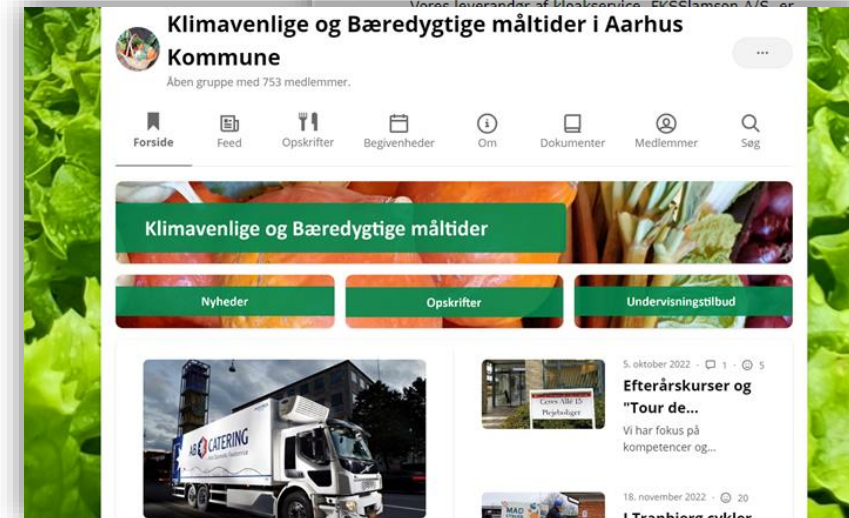 Vores leverandør af kloakservice, FKSSlamson A/S, er
Klimavenlige og Bæredygtige måltider i Aarhus
Kommune
Åben gruppe med 753 medlemmer.
...
Forside
Feed
Opskrifter
Begivenheder
Om
Dokumenter
Medlemmer
Søg
Klimavenlige og Bæredygtige måltider
Nyheder
Opskrifter
Undervisningstilbud
AB CATERING
Ceres Allé 15
Plejeboliger
5. oktober 2022 · 1 · 5
Efterårskurser og
"Tour de...
Vi har fokus på
kompetencer og...
MAD
18. november 2022 · 20
I Tranbjerg cykler